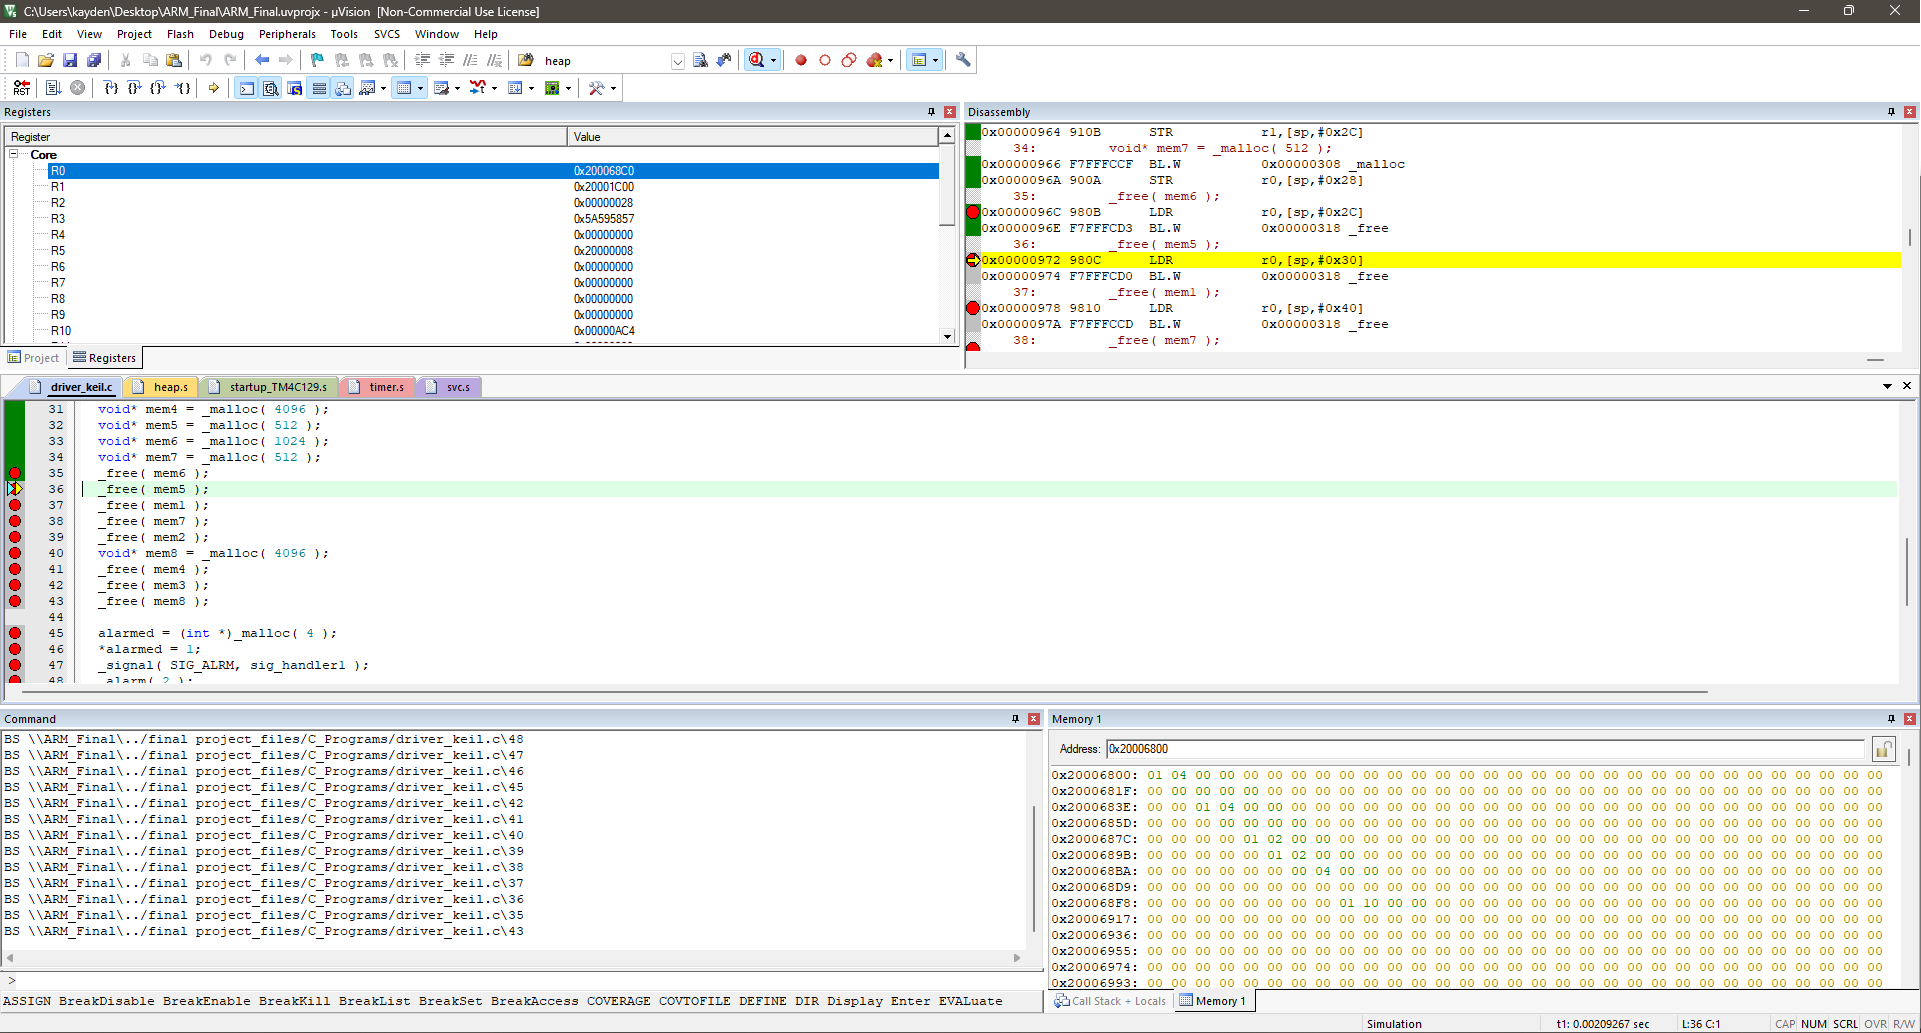 C:\Users\kayden\Desktop\ARM_Final\ARM_Final.uvprojx - µVision  [Non-Commercial Use License]
File Edit View Project Flash Debug Peripherals Tools SVCS Window Help
heap
Registers
Register Value
Core
R0 0x200068C0
R1 0x20001C00
R2 0x00000028
R3 0x5A595857
R4 0x00000000
R5 0x20000008
R6 0x00000000
R7 0x00000000
R8 0x00000000
R9 0x00000000
R10 0x00000AC4
Project Registers
Disassembly
0x00000964 910B STR r1,[sp,#0x2C]
34: void* mem7 = _malloc( 512 );
0x00000966 F7FFFCCF BL.W 0x00000308 _malloc
0x0000096A 900A STR r0,[sp,#0x28]
35: _free( mem6 );
0x0000096C 980B LDR r0,[sp,#0x2C]
0x0000096E F7FFFCD3 BL.W 0x00000318 _free
36: _free( mem5 );
0x00000972 980C LDR r0,[sp,#0x30]
0x00000974 F7FFFCD0 BL.W 0x00000318 _free
37: _free( mem1 );
0x00000978 9810 LDR r0,[sp,#0x40]
0x0000097A F7FFFCCD BL.W 0x00000318 _free
38: _free( mem7 );
driver_keil.c heap.s startup_TM4C129.s timer.s svc.s
31 void* mem4 = _malloc( 4096 );
32 void* mem5 = _malloc( 512 );
33 void* mem6 = _malloc( 1024 );
34 void* mem7 = _malloc( 512 );
35 _free( mem6 );
36 _free( mem5 );
37 _free( mem1 );
38 _free( mem7 );
39 _free( mem2 );
40 void* mem8 = _malloc( 4096 );
41 _free( mem4 );
42 _free( mem3 );
43 _free( mem8 );
44
45 alarmed = (int *)_malloc( 4 );
46 *alarmed = 1;
47 _signal( SIG_ALRM, sig_handler1 );
48 _alarm( 2 );
Command
BS \\ARM_Final\../final project_files/C_Programs/driver_keil.c\48
BS \\ARM_Final\../final project_files/C_Programs/driver_keil.c\47
BS \\ARM_Final\../final project_files/C_Programs/driver_keil.c\46
BS \\ARM_Final\../final project_files/C_Programs/driver_keil.c\45
BS \\ARM_Final\../final project_files/C_Programs/driver_keil.c\42
BS \\ARM_Final\../final project_files/C_Programs/driver_keil.c\41
BS \\ARM_Final\../final project_files/C_Programs/driver_keil.c\40
BS \\ARM_Final\../final project_files/C_Programs/driver_keil.c\39
BS \\ARM_Final\../final project_files/C_Programs/driver_keil.c\38
BS \\ARM_Final\../final project_files/C_Programs/driver_keil.c\37
BS \\ARM_Final\../final project_files/C_Programs/driver_keil.c\36
BS \\ARM_Final\../final project_files/C_Programs/driver_keil.c\35
BS \\ARM_Final\../final project_files/C_Programs/driver_keil.c\43
>
ASSIGN BreakDisable BreakEnable BreakKill BreakList BreakSet BreakAccess COVERAGE COVTOFILE DEFINE DIR Display Enter EVALuate
Memory 1
Address: 0x20006800
0x20006800: 01 04 00 00 00 00 00 00 00 00 00 00 00 00 00 00 00 00 00 00 00 00 00 00 00 00 00 00 00 00 00
0x2000681F: 00 00 00 00 00 00 00 00 00 00 00 00 00 00 00 00 00 00 00 00 00 00 00 00 00 00 00 00 00 00 00
0x2000683E: 00 00 01 04 00 00 00 00 00 00 00 00 00 00 00 00 00 00 00 00 00 00 00 00 00 00 00 00 00 00 00
0x2000685D: 00 00 00 00 00 00 00 00 00 00 00 00 00 00 00 00 00 00 00 00 00 00 00 00 00 00 00 00 00 00 00
0x2000687C: 00 00 00 00 01 02 00 00 00 00 00 00 00 00 00 00 00 00 00 00 00 00 00 00 00 00 00 00 00 00 00
0x2000689B: 00 00 00 00 00 01 02 00 00 00 00 00 00 00 00 00 00 00 00 00 00 00 00 00 00 00 00 00 00 00 00
0x200068BA: 00 00 00 00 00 00 00 04 00 00 00 00 00 00 00 00 00 00 00 00 00 00 00 00 00 00 00 00 00 00 00
0x200068D9: 00 00 00 00 00 00 00 00 00 00 00 00 00 00 00 00 00 00 00 00 00 00 00 00 00 00 00 00 00 00 00
0x200068F8: 00 00 00 00 00 00 00 00 01 10 00 00 00 00 00 00 00 00 00 00 00 00 00 00 00 00 00 00 00 00 00
0x20006917: 00 00 00 00 00 00 00 00 00 00 00 00 00 00 00 00 00 00 00 00 00 00 00 00 00 00 00 00 00 00 00
0x20006936: 00 00 00 00 00 00 00 00 00 00 00 00 00 00 00 00 00 00 00 00 00 00 00 00 00 00 00 00 00 00 00
0x20006955: 00 00 00 00 00 00 00 00 00 00 00 00 00 00 00 00 00 00 00 00 00 00 00 00 00 00 00 00 00 00 00
0x20006974: 00 00 00 00 00 00 00 00 00 00 00 00 00 00 00 00 00 00 00 00 00 00 00 00 00 00 00 00 00 00 00
0x20006993: 00 00 00 00 00 00 00 00 00 00 00 00 00 00 00 00 00 00 00 00 00 00 00 00 00 00 00 00 00 00 00
Call Stack + Locals Memory 1
Simulation t1: 0.00209267 sec L:36 C:1 CAP NUM SCRL OVR R/W